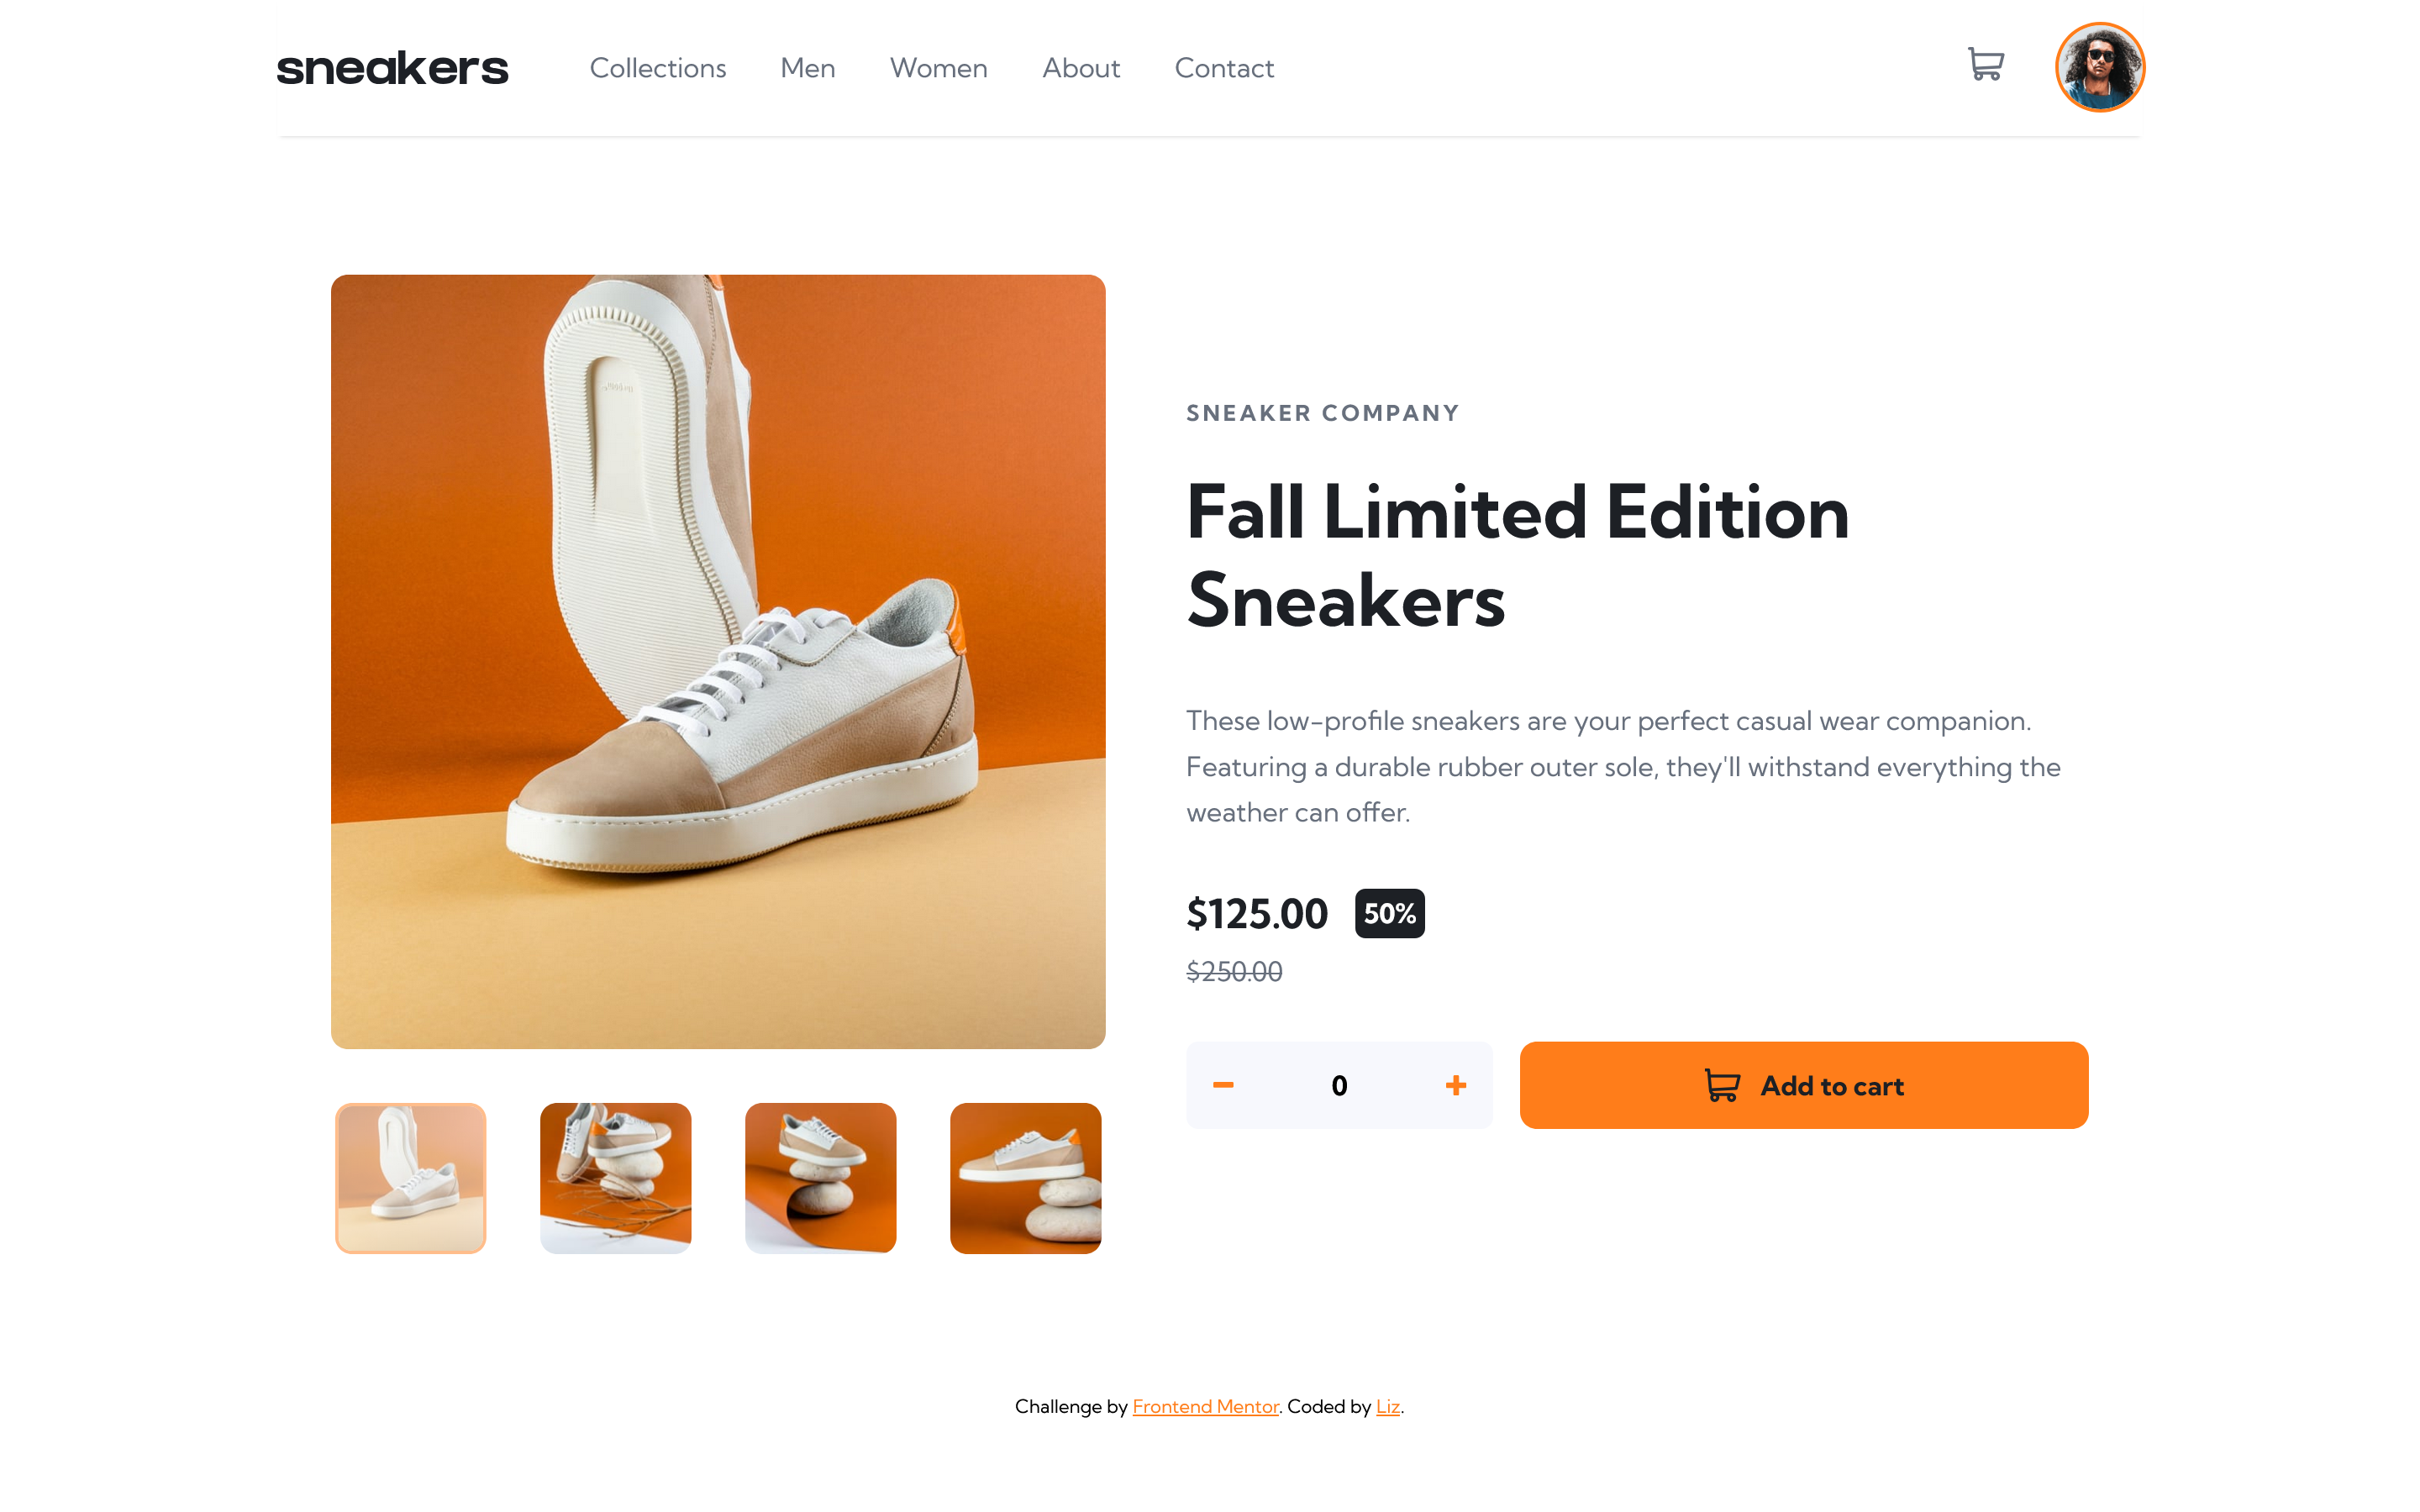 sneakers
Collections Men Women About Contact
SNEAKER COMPANY
Fall Limited Edition
Sneakers
These low-profile sneakers are your perfect casual wear companion.
Featuring a durable rubber outer sole, they'll withstand everything the
weather can offer.
$125.00 50%
$250.00
0
Add to cart
Challenge by Frontend Mentor. Coded by Liz.